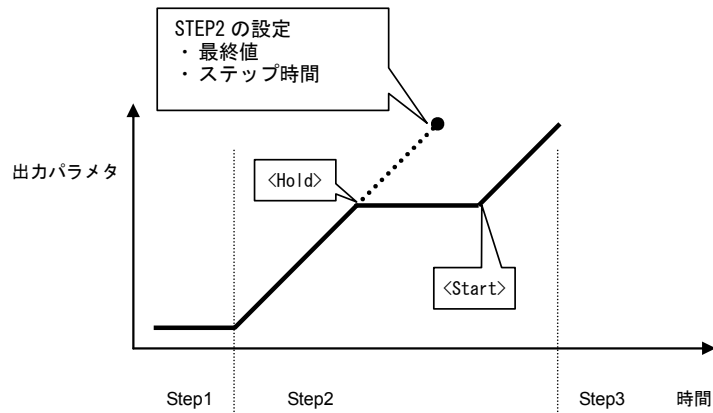 STEP2 の設定
・ 最終値
・ ステップ時間
出力パラメタ
<Hold>
<Start>
Step1
Step2
Step3
時間